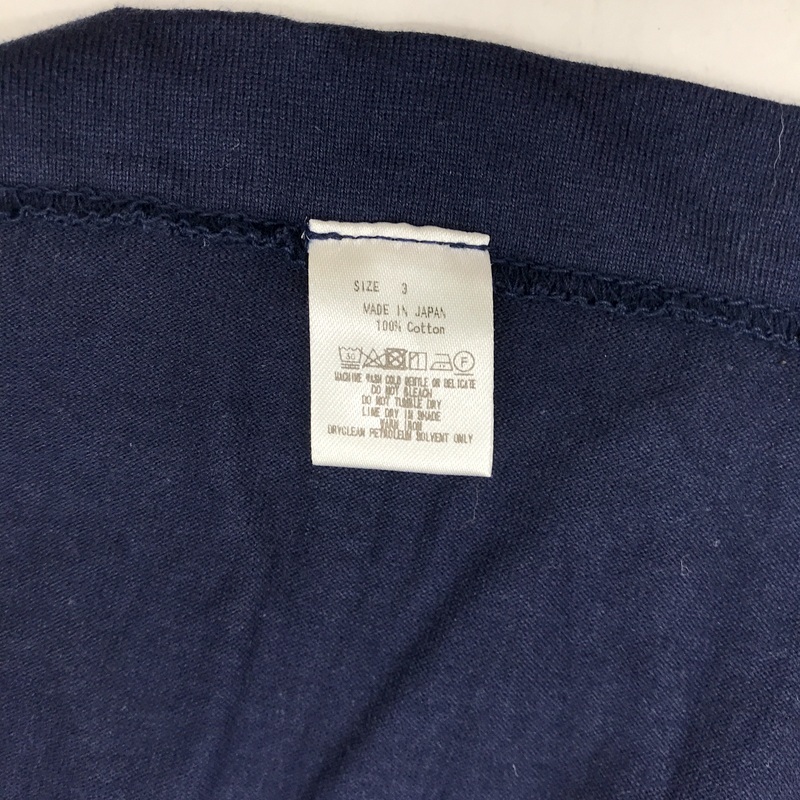 SIZE 3
MADE IN JAPAN
100% Cotton
30 F
MACHINE WASH COLD GENTLE OR DELICATE
DO NOT BLEACH
DO NOT TUMBLE DRY
LINE DRY IN SHADE
WARM IRON
DRYCLEAN PETROLEUM SOLVENT ONLY